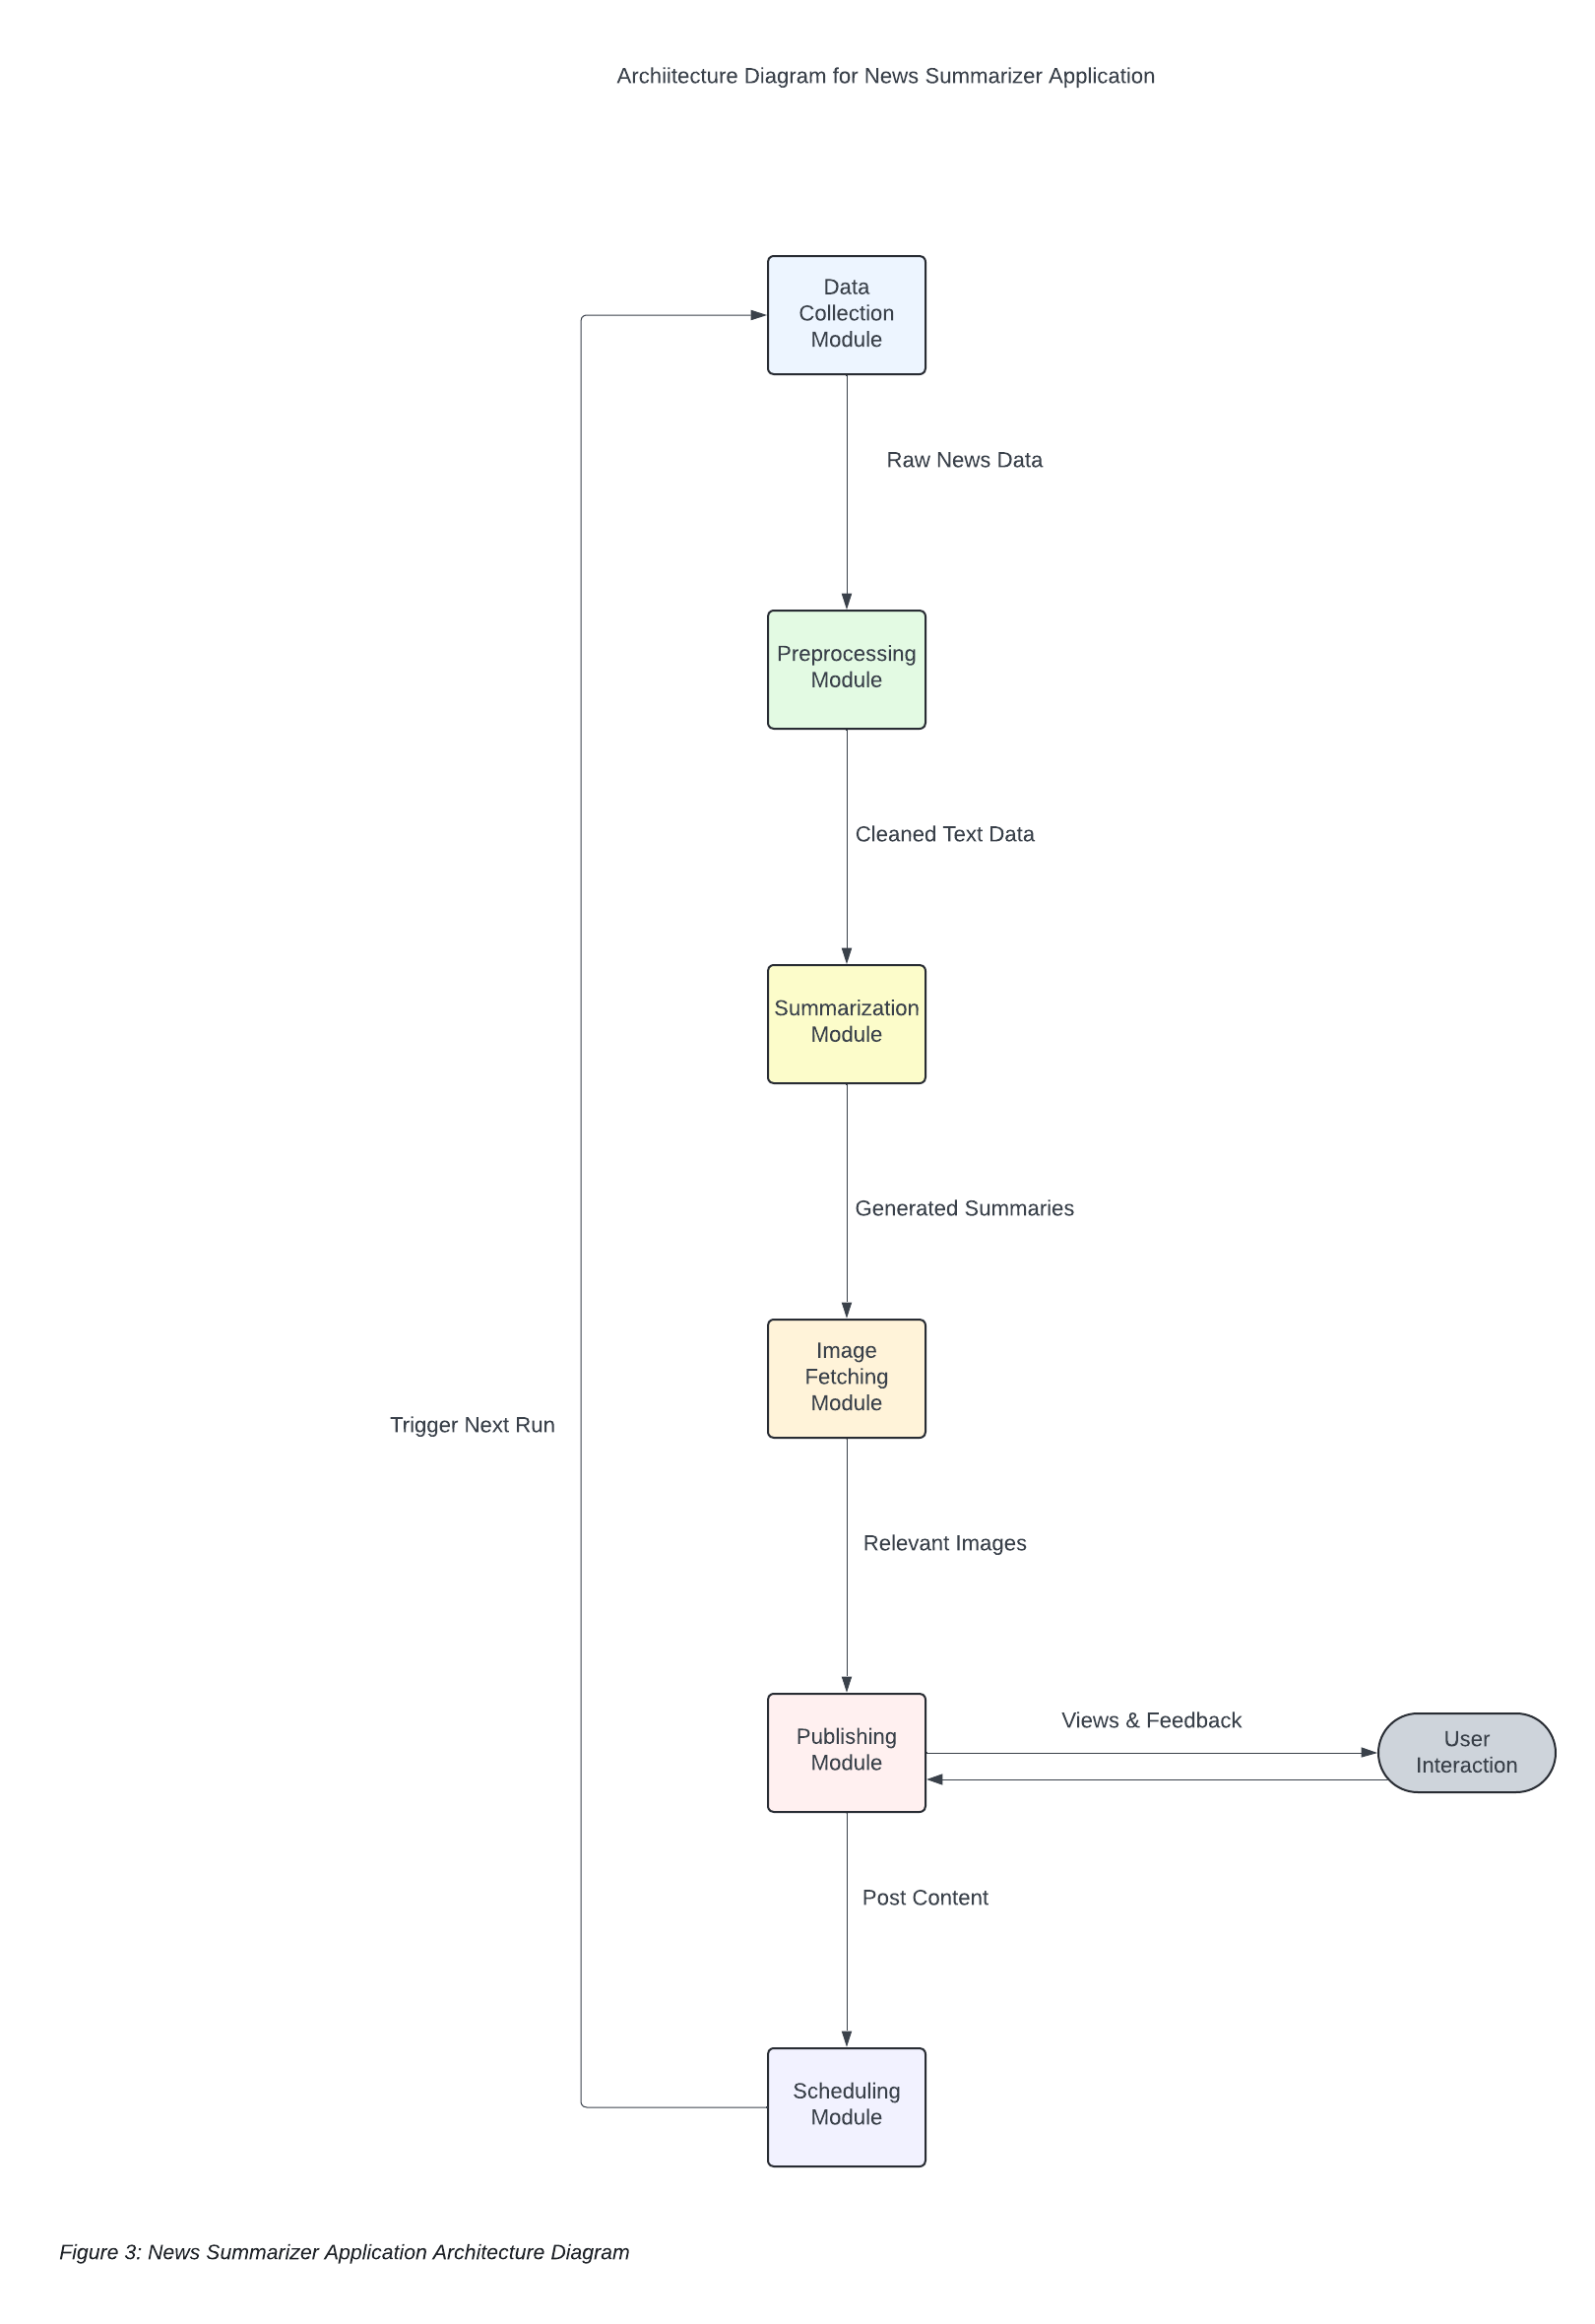 Archiitecture Diagram for News Summarizer Application
Data
Collection
Module
Raw News Data
Preprocessing
Module
Cleaned Text Data
Summarization
Module
Generated Summaries
Image
Fetching
Module
Trigger Next Run
Relevant Images
Publishing
Module
Views & Feedback
User
Interaction
Post Content
Scheduling
Module
Figure 3: News Summarizer Application Architecture Diagram